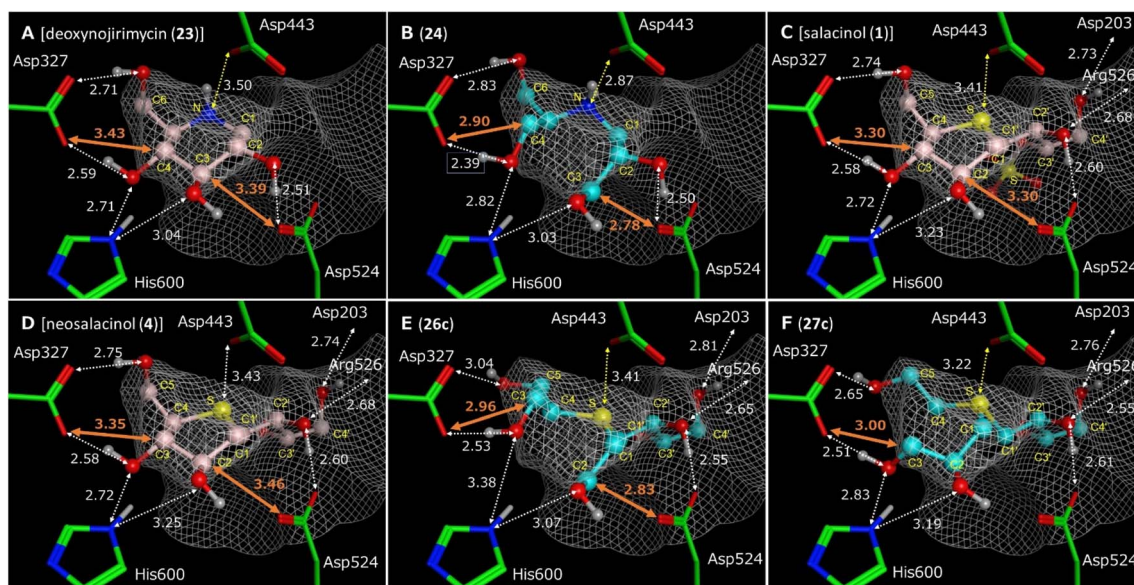 A [deoxynojirimycin (23)]
Asp443
Asp327
2.71
3.50
C6
N
C1
C2
3.43
C4
C3
2.59
3.39
2.51
2.71
3.04
His600
Asp524
B (24)
Asp443
Asp327
2.83
2.87
C6
N
2.90
C4
C1
2.39
C2
C3
2.82
2.50
3.03
2.78
His600
Asp524
C [salacinol (1)]
Asp443
Asp203
Asp327
2.74
2.73
3.41
Arg526
C5
S
C4
C1'
C2'
2.68
3.30
C3
C1
C3'
C4'
2.58
C2
S
2.60
2.72
3.30
3.23
His600
Asp524
D [neosalacinol (4)]
Asp443
Asp203
Asp327
2.75
2.74
3.43
Arg526
C5
C4
S
C1'
C2'
2.68
3.35
C3
C1
C3'
C4'
2.58
C2
2.60
2.72
3.46
3.25
His600
Asp524
E (26c)
Asp443
Asp203
Asp327
3.04
2.81
3.41
Arg526
C5
C3
C4
S
2.96
C1'
C2'
2.65
2.53
C1
C3'
C4'
C2
2.55
3.38
2.83
3.07
His600
Asp524
F (27c)
Asp443
Asp203
Asp327
2.76
3.22
Arg526
C5
2.65
S
C4
C1
C1'
C2'
2.55
3.00
C3
C2
C3'
C4'
2.51
2.61
2.83
3.19
His600
Asp524